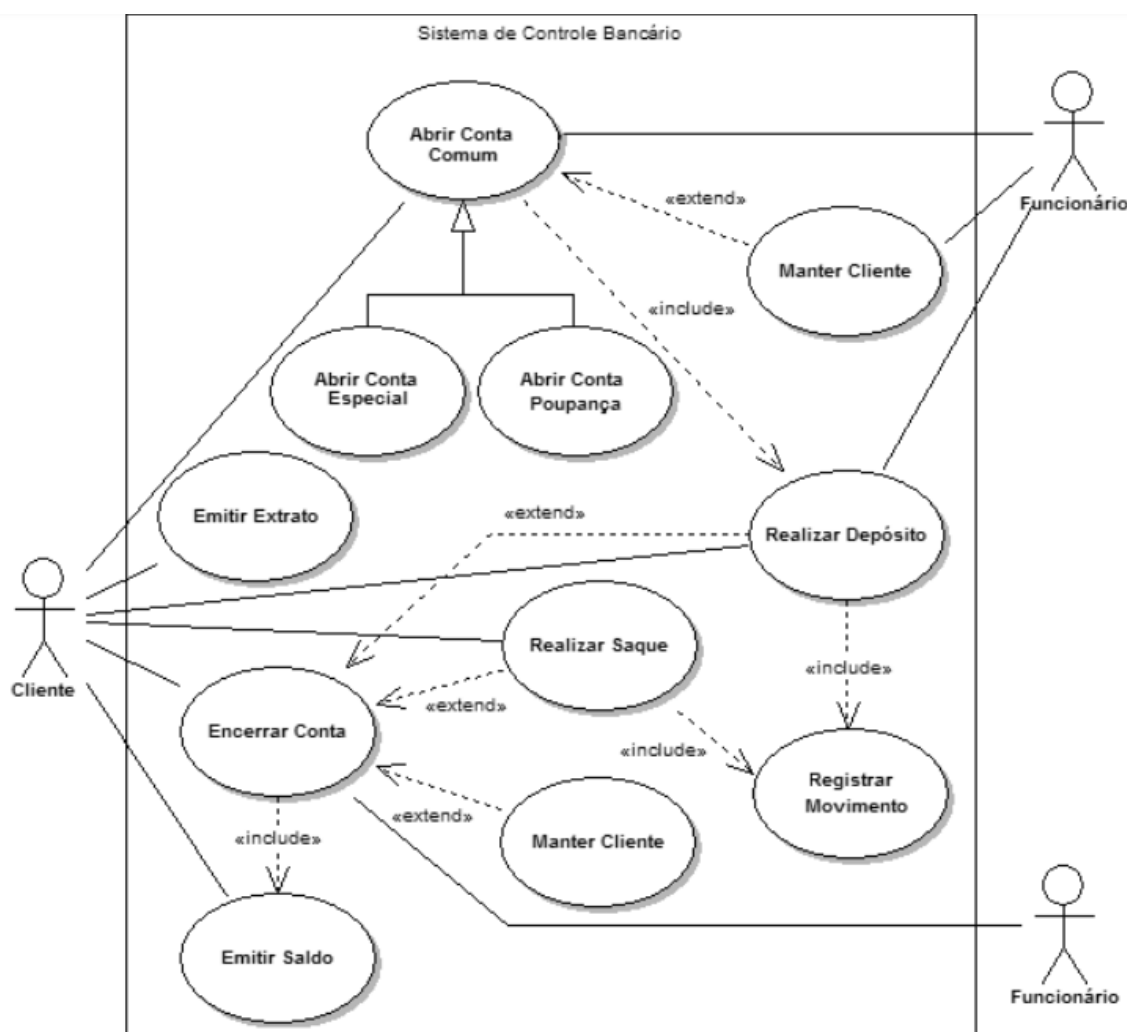 Sistema de Controle Bancário
Abrir Conta
Comum
«extend»
Funcionário
Manter Cliente
«include»
Abrir Conta
Especial
Abrir Conta
Poupança
Emitir Extrato
«extend»
Realizar Depósito
Realizar Saque
«include»
Cliente
«extend»
Encerrar Conta
«include»
Registrar
Movimento
«extend»
Manter Cliente
«include»
Emitir Saldo
Funcionário